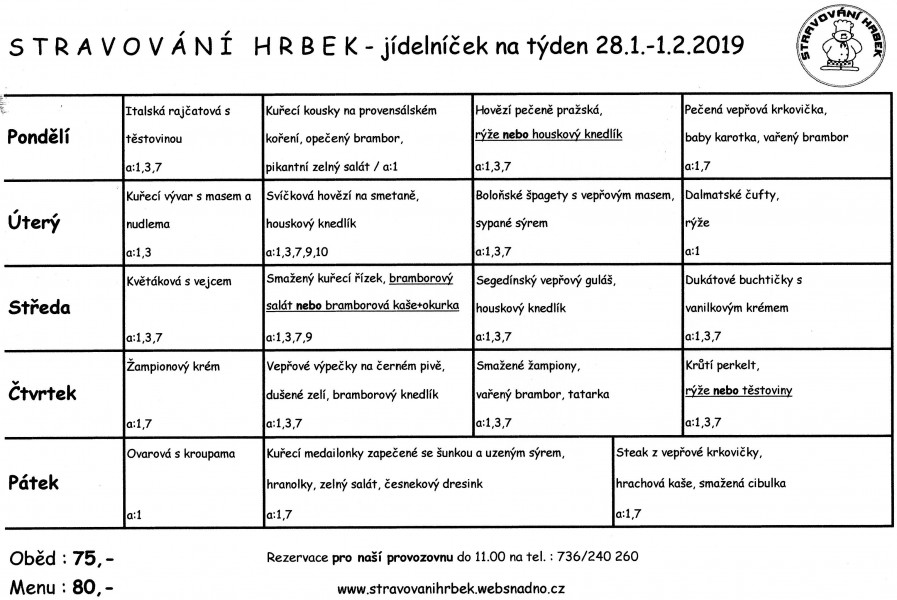 STRAVOVÁNÍ HRBEK - jídelníček na týden 28.1.-1.2.2019
STRAVOVÁNÍ HRBEK
Pondělí
Italská rajčatová s
těstovinou
a:1,3,7
Kuřecí kousky na provensálském
koření, opečený brambor,
pikantní zelný salát / a:1
Hovězí pečeně pražská,
rýže nebo houskový knedlík
a:1,3,7
Pečená vepřová krkovička,
baby karotka, vařený brambor
a:1,7
Úterý
Kuřecí vývar s masem a
nudlema
a:1,3
Svíčková hovězí na smetaně,
houskový knedlík
a:1,3,7,9,10
Boloňské špagety s vepřovým masem,
sypané sýrem
a:1,3,7
Dalmatské čufty,
rýže
a:1
Středa
Květáková s vejcem
a:1,3,7
Smažený kuřecí řízek, bramborový
salát nebo bramborová kaše+okurka
a:1,3,7,9
Segedínský vepřový guláš,
houskový knedlík
a:1,3,7
Dukátové buchtičky s
vanilkovým krémem
a:1,3,7
Čtvrtek
Žampionový krém
a:1,7
Vepřové výpečky na černém pivě,
dušené zelí, bramborový knedlík
a:1,3,7
Smažené žampiony,
vařený brambor, tatarka
a:1,3,7
Krůtí perkelt,
rýže nebo těstoviny
a:1,3,7
Pátek
Ovarová s kroupama
a:1
Kuřecí medailonky zapečené se šunkou a uzeným sýrem,
hranolky, zelný salát, česnekový dresink
a:1,7
Steak z vepřové krkovičky,
hrachová kaše, smažená cibulka
a:1,7
Oběd : 75,-
Rezervace pro naší provozovnu do 11.00 na tel. : 736/240 260
Menu : 80,-
www.stravovanihrbek.websnadno.cz